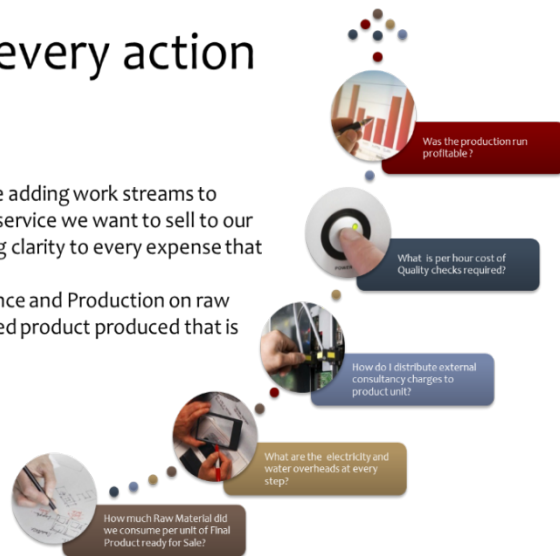 every action
e adding work streams to
service we want to sell to our
g clarity to every expense that
nce and Production on raw
ed product produced that is
Was the production run
profitable ?
What is per hour cost of
Quality checks required?
How do I distribute external
consultancy charges to
product unit?
What are the electricity and
water overheads at every
step?
How much Raw Material did
we consume per unit of Final
Product ready for Sale?